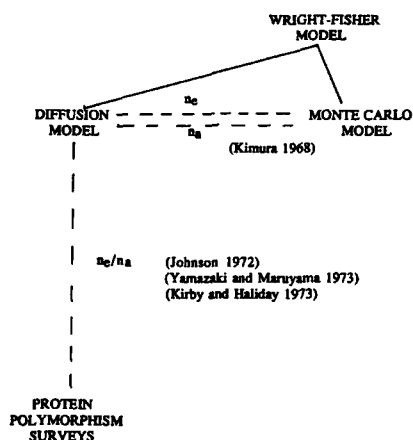 WRIGHT-FISHER
MODEL
DIFFUSION
MODEL
ne
na
MONTE CARLO
MODEL
(Kimura 1968)
ne/na
(Johnson 1972)
(Yamazaki and Maruyama 1973)
(Kirby and Haliday 1973)
PROTEIN
POLYMORPHISM
SURVEYS